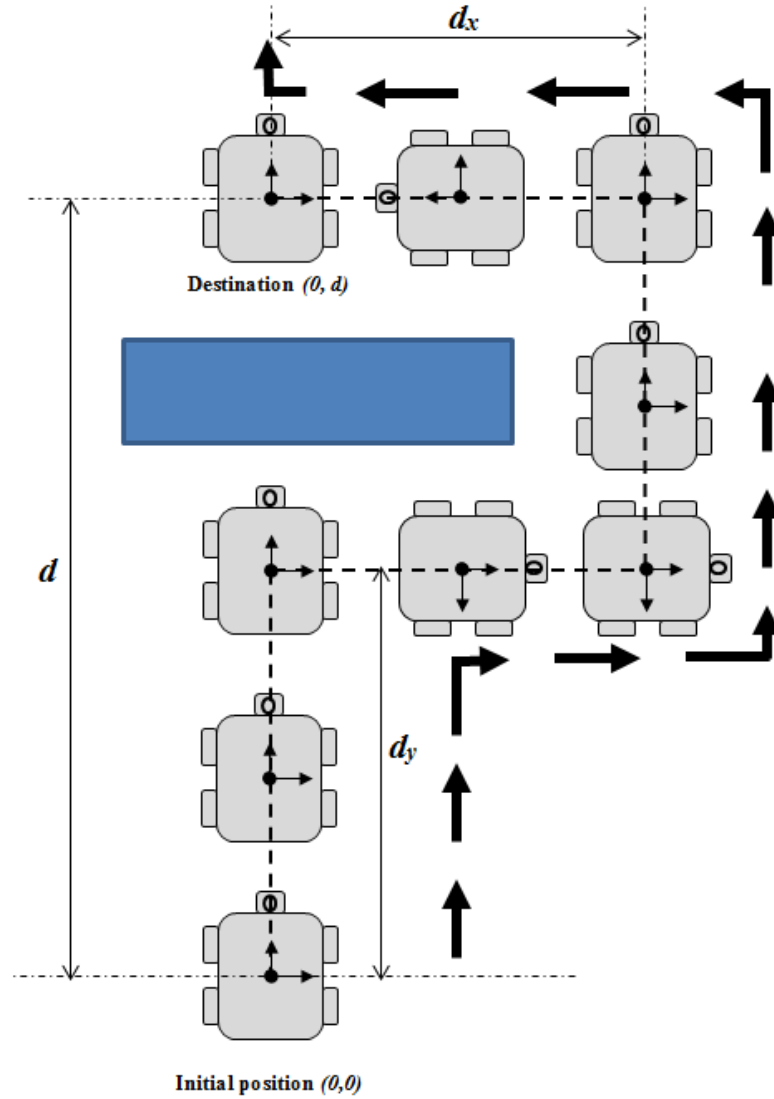 dx
O
O
O
Destination (0, d)
O
O
d
O
O
dy
O
O
Initial position (0,0)